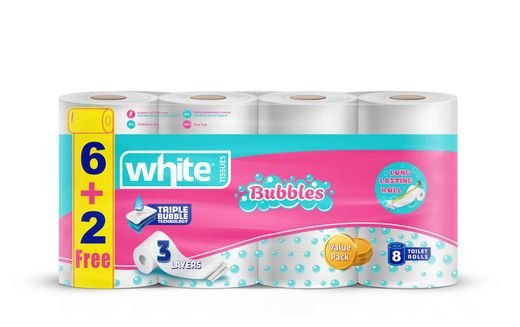 6
+
2
Free
white®
TISSUES
Bubbles
LONG
LASTING
ROLL
TRIPLE
BUBBLE
TECHNOLOGY
3
LAYERS
Value
Pack
8 TOILET
ROLLS